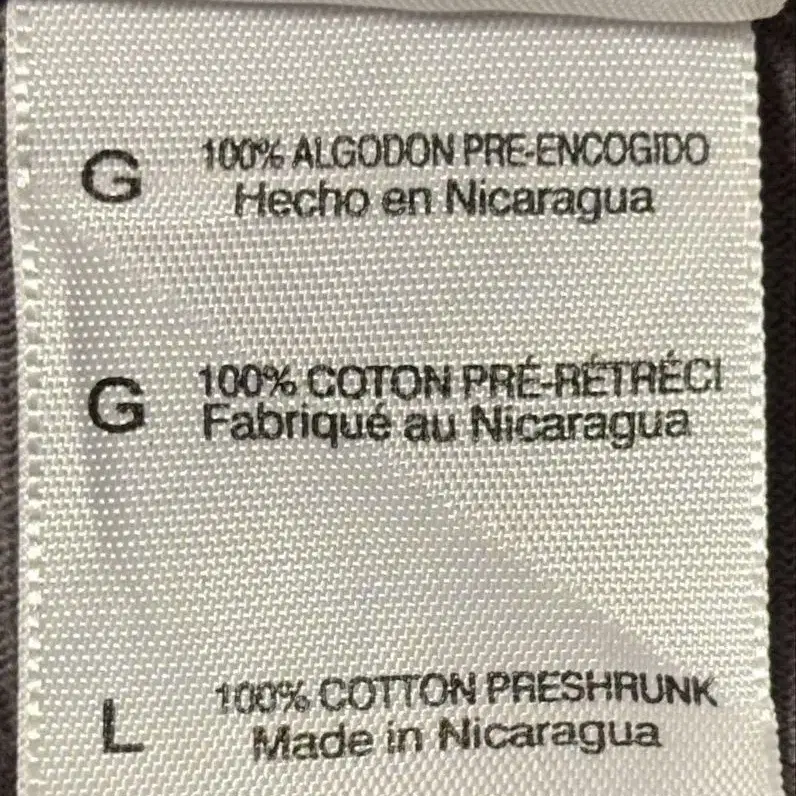 G 100% ALGODON PRE-ENCOGIDO
Hecho en Nicaragua
G 100% COTON PRÉ-RÉTRÉCI
Fabriqué au Nicaragua
L 100% COTTON PRESHRUNK
Made in Nicaragua